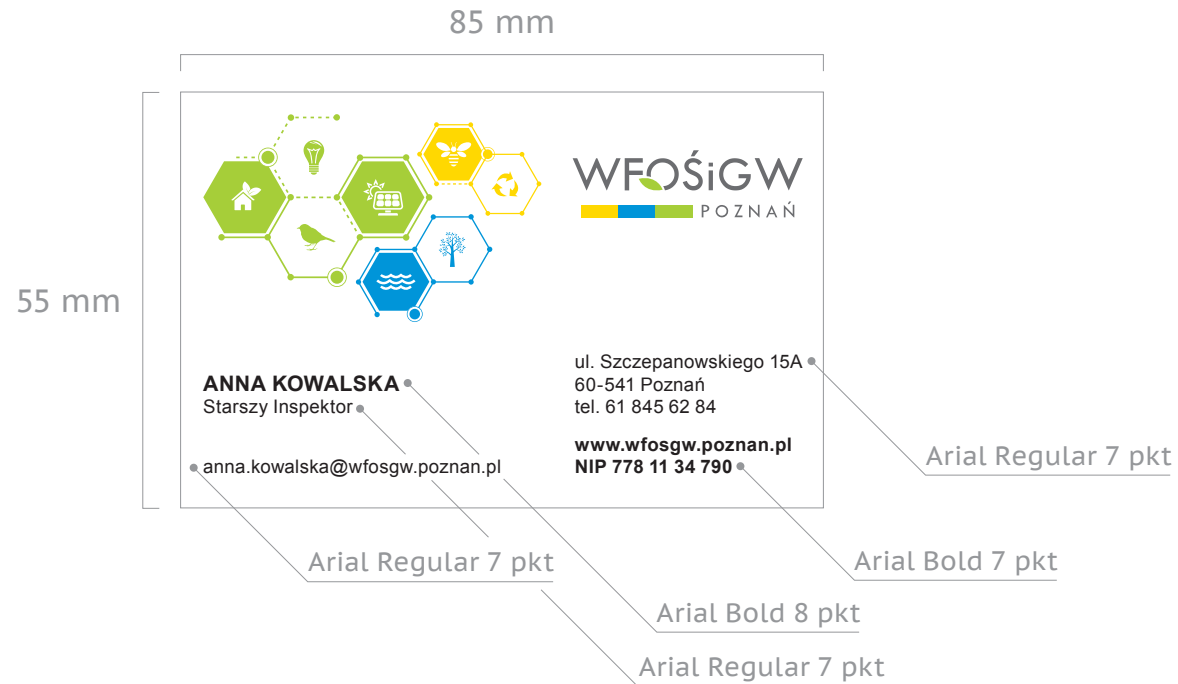 85 mm
55 mm
WFOŚiGW
POZNAŃ
ANNA KOWALSKA
Starszy Inspektor
anna.kowalska@wfosgw.poznan.pl
ul. Szczepanowskiego 15A
60-541 Poznań
tel. 61 845 62 84
www.wfosgw.poznan.pl
NIP 778 11 34 790
Arial Regular 7 pkt
Arial Regular 7 pkt
Arial Bold 7 pkt
Arial Bold 8 pkt
Arial Regular 7 pkt